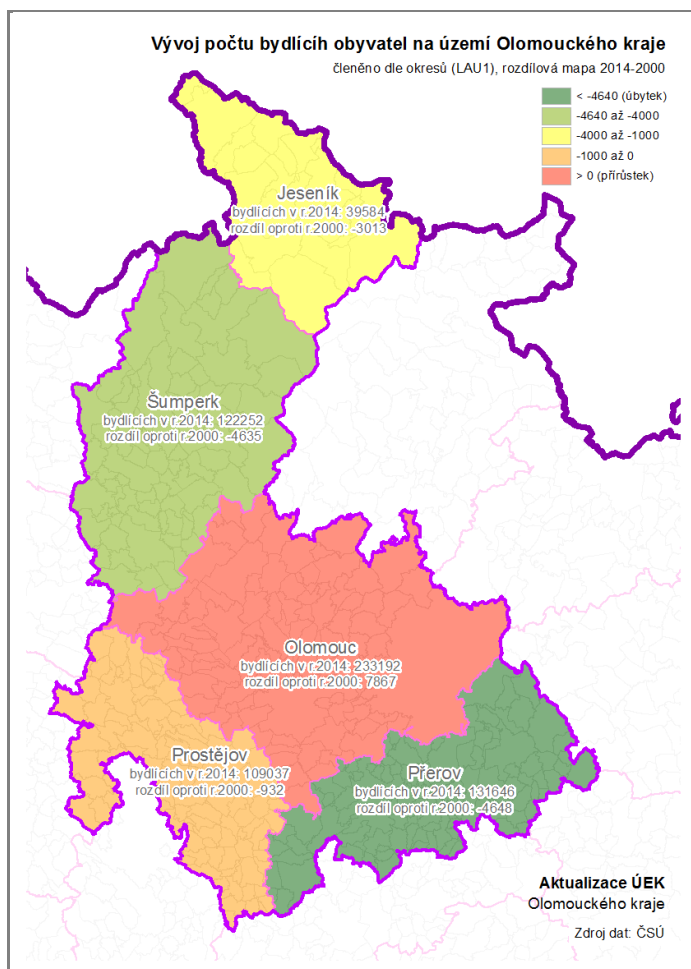 Vývoj počtu bydlících obyvatel na území Olomouckého kraje
členěno dle okresů (LAU1), rozdílová mapa 2014-2000
< -4640 (úbytek)
-4640 až -4000
-4000 až -1000
-1000 až 0
> 0 (přírůstek)
Jeseník
bydlících v r.2014: 39584
rozdíl oproti r.2000: -3013
Šumperk
bydlících v r.2014: 122252
rozdíl oproti r.2000: -4635
Olomouc
bydlících v r.2014: 233192
rozdíl oproti r.2000: 7867
Prostějov
bydlících v r.2014: 109037
rozdíl oproti r.2000: -932
Přerov
bydlících v r.2014: 131646
rozdíl oproti r.2000: -4648
Aktualizace ÚEK
Olomouckého kraje
Zdroj dat: ČSÚ